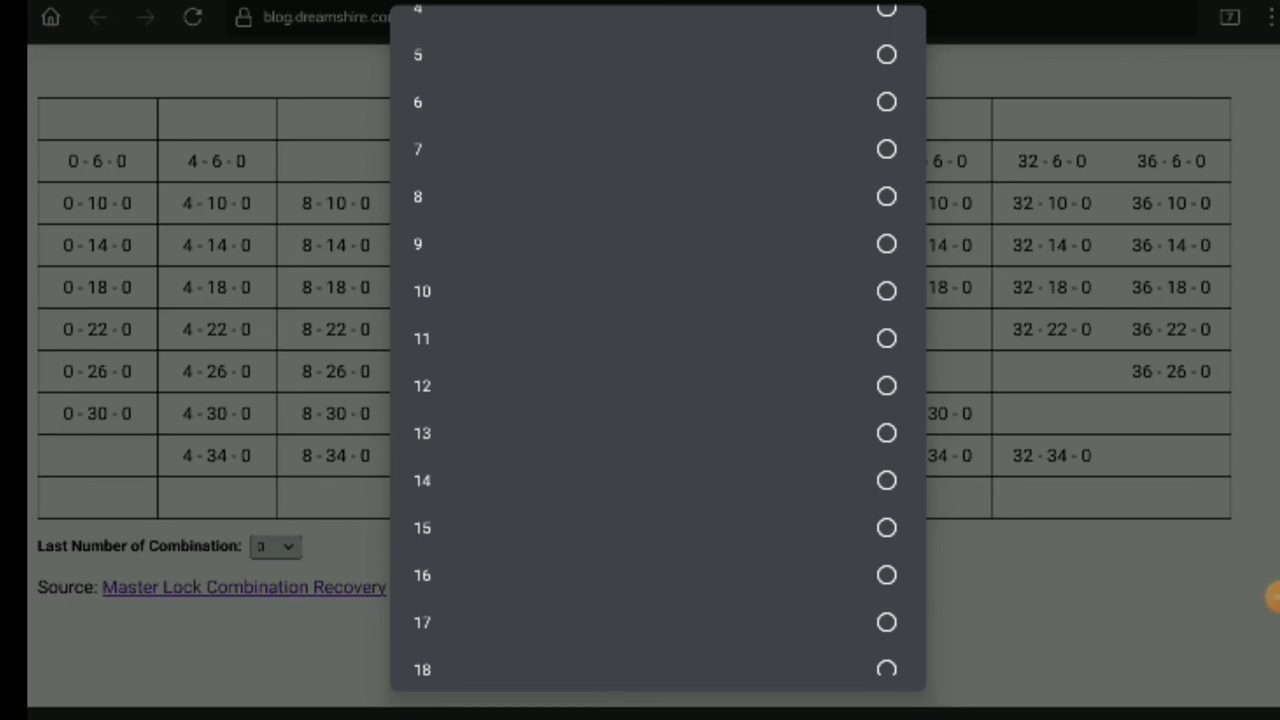 blog.dreamshire.co
7
4
5
6
7
8
9
10
11
12
13
14
15
16
17
18
0 - 6 - 0 4 - 6 - 0 6 - 0 32 - 6 - 0 36 - 6 - 0
0 - 10 - 0 4 - 10 - 0 8 - 10 - 0 10 - 0 32 - 10 - 0 36 - 10 - 0
0 - 14 - 0 4 - 14 - 0 8 - 14 - 0 14 - 0 32 - 14 - 0 36 - 14 - 0
0 - 18 - 0 4 - 18 - 0 8 - 18 - 0 18 - 0 32 - 18 - 0 36 - 18 - 0
0 - 22 - 0 4 - 22 - 0 8 - 22 - 0 32 - 22 - 0 36 - 22 - 0
0 - 26 - 0 4 - 26 - 0 8 - 26 - 0 36 - 26 - 0
0 - 30 - 0 4 - 30 - 0 8 - 30 - 0 30 - 0
4 - 34 - 0 8 - 34 - 0 34 - 0 32 - 34 - 0
Last Number of Combination: 0
Source: Master Lock Combination Recovery